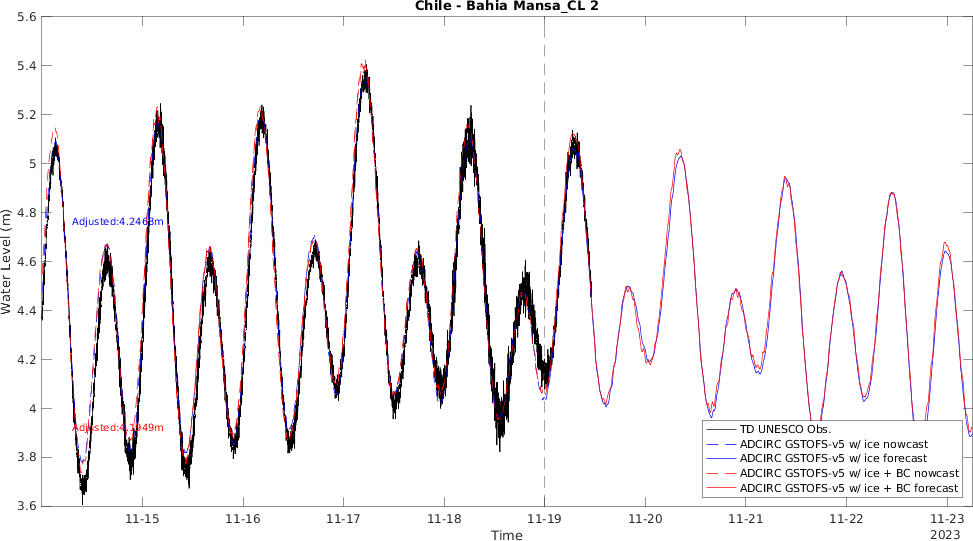 Chile - Bahia Mansa_CL 2
5.6
5.4
5.2
5
4.8
4.6
4.4
4.2
4
3.8
3.6
Water Level (m)
Adjusted:4.2463m
Adjusted:4.1949m
TD UNESCO Obs.
ADCIRC GSTOFS-v5 w/ ice nowcast
ADCIRC GSTOFS-v5 w/ ice forecast
ADCIRC GSTOFS-v5 w/ ice + BC nowcast
ADCIRC GSTOFS-v5 w/ ice + BC forecast
11-15 11-16 11-17 11-18 11-19 11-20 11-21 11-22 11-23
Time
2023